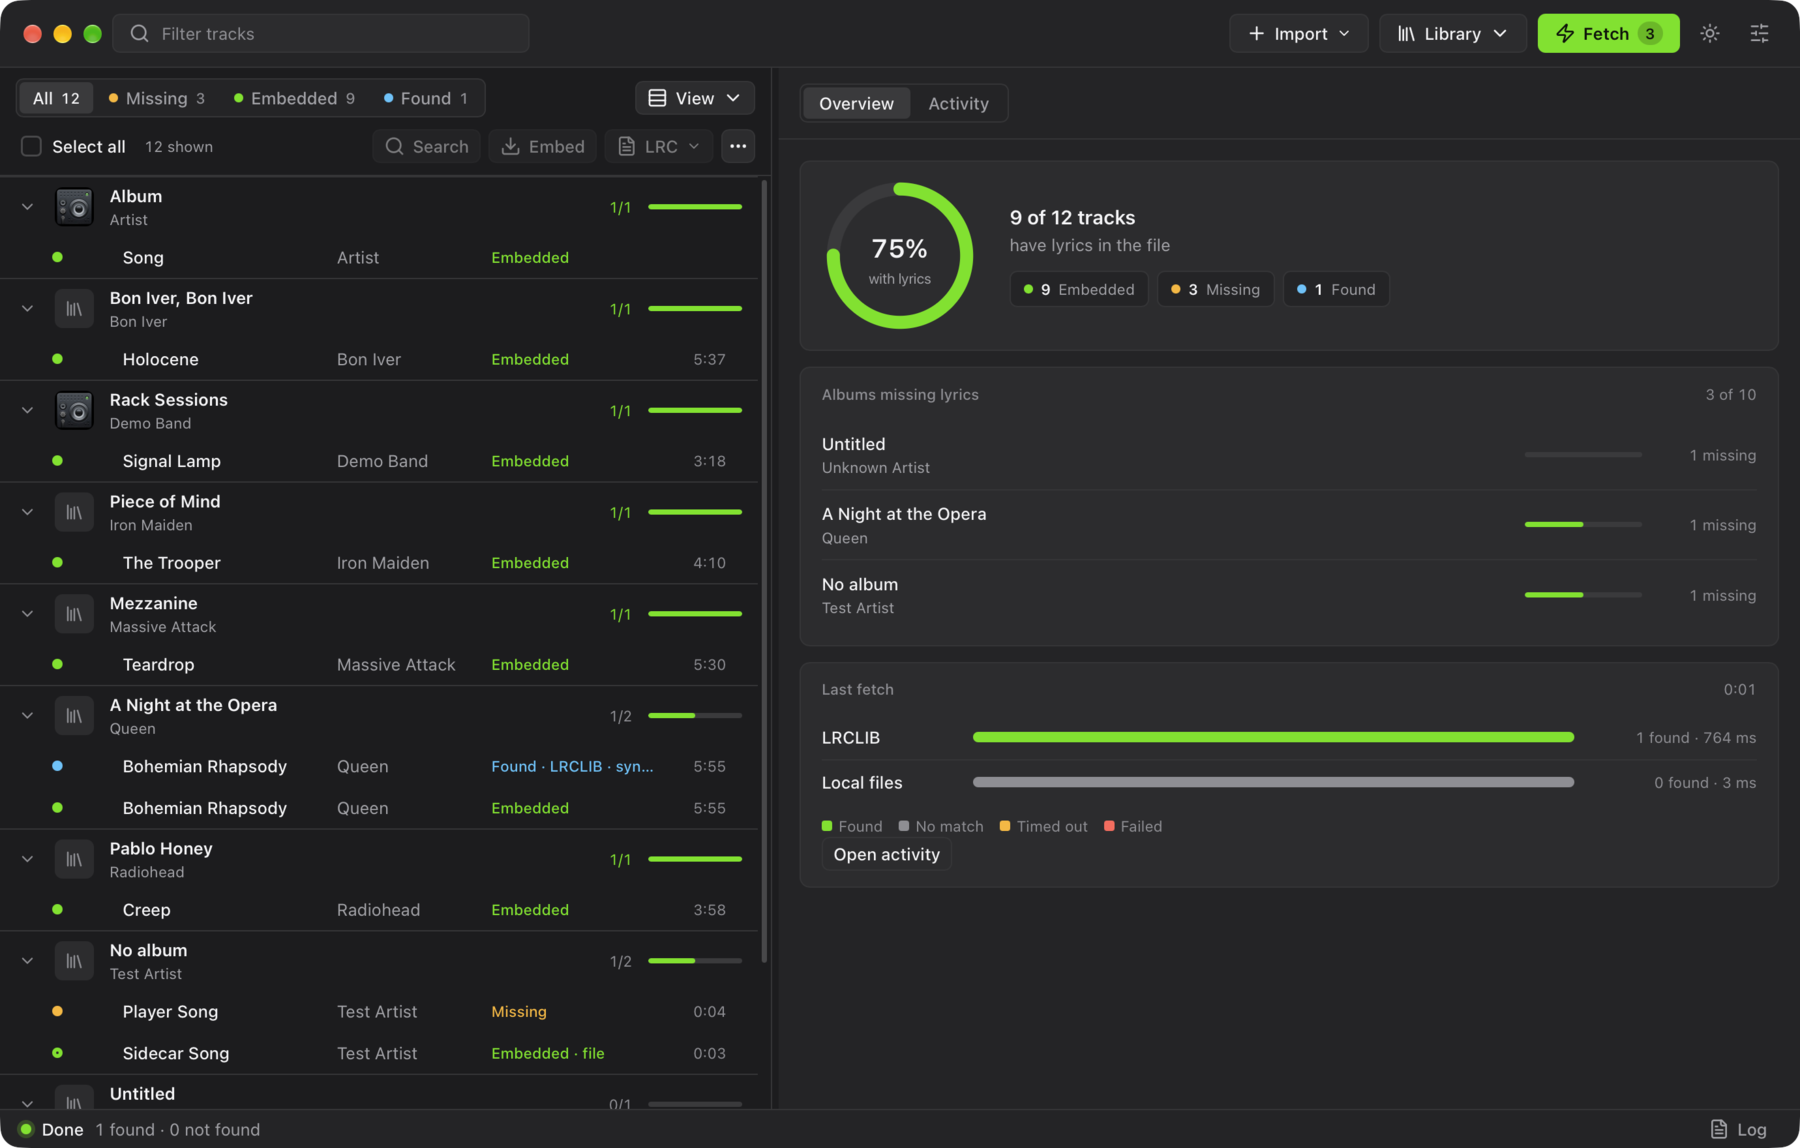 Filter tracks
Import
Library
Fetch 3
All 12
Missing 3
Embedded 9
Found 1
View
Select all
12 shown
Search
Embed
LRC
Album
Artist
1/1
Song Artist Embedded
Bon Iver, Bon Iver
Bon Iver
1/1
Holocene Bon Iver Embedded 5:37
Rack Sessions
Demo Band
1/1
Signal Lamp Demo Band Embedded 3:18
Piece of Mind
Iron Maiden
1/1
The Trooper Iron Maiden Embedded 4:10
Mezzanine
Massive Attack
1/1
Teardrop Massive Attack Embedded 5:30
A Night at the Opera
Queen
1/2
Bohemian Rhapsody Queen Found · LRCLIB · syn... 5:55
Bohemian Rhapsody Queen Embedded 5:55
Pablo Honey
Radiohead
1/1
Creep Radiohead Embedded 3:58
No album
Test Artist
1/2
Player Song Test Artist Missing 0:04
Sidecar Song Test Artist Embedded · file 0:03
Untitled
0/1
Overview
Activity
75%
with lyrics
9 of 12 tracks
have lyrics in the file
9 Embedded
3 Missing
1 Found
Albums missing lyrics 3 of 10
Untitled
Unknown Artist
1 missing
A Night at the Opera
Queen
1 missing
No album
Test Artist
1 missing
Last fetch 0:01
LRCLIB 1 found · 764 ms
Local files 0 found · 3 ms
Found No match Timed out Failed
Open activity
Done 1 found · 0 not found
Log